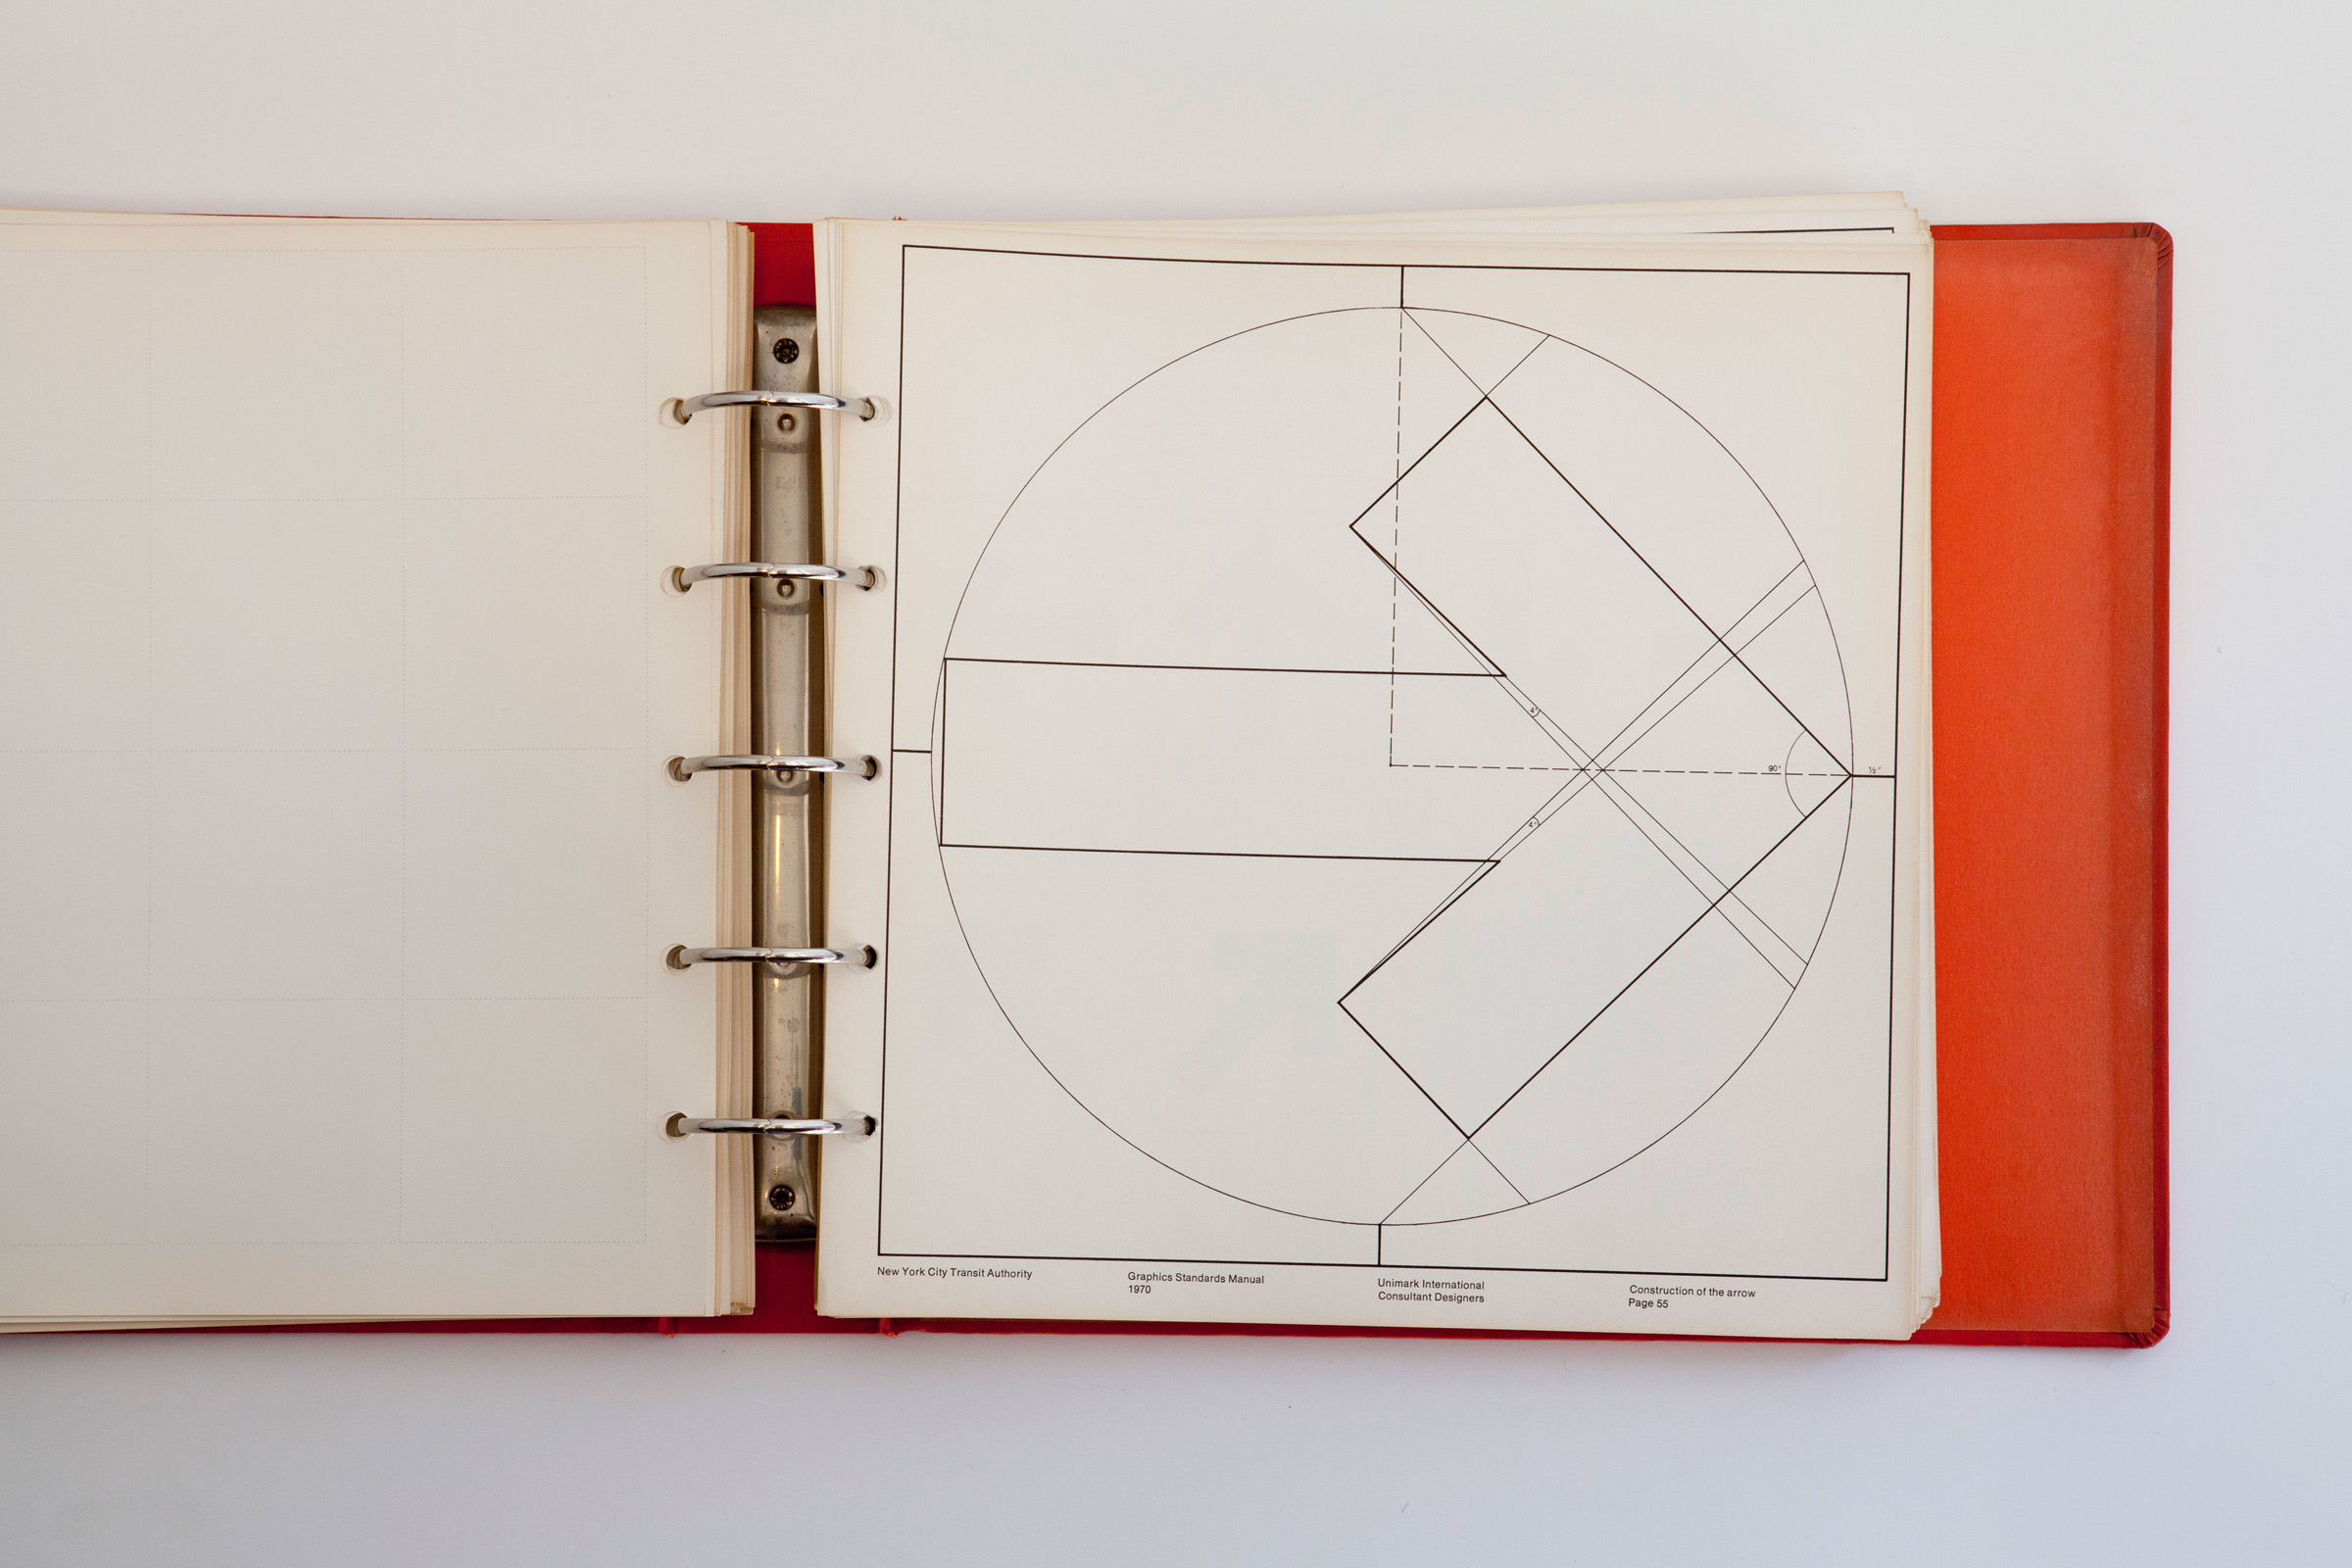 4°
90°
½"
4°
New York City Transit Authority
Graphics Standards Manual
1970
Unimark International
Consultant Designers
Construction of the arrow
Page 55